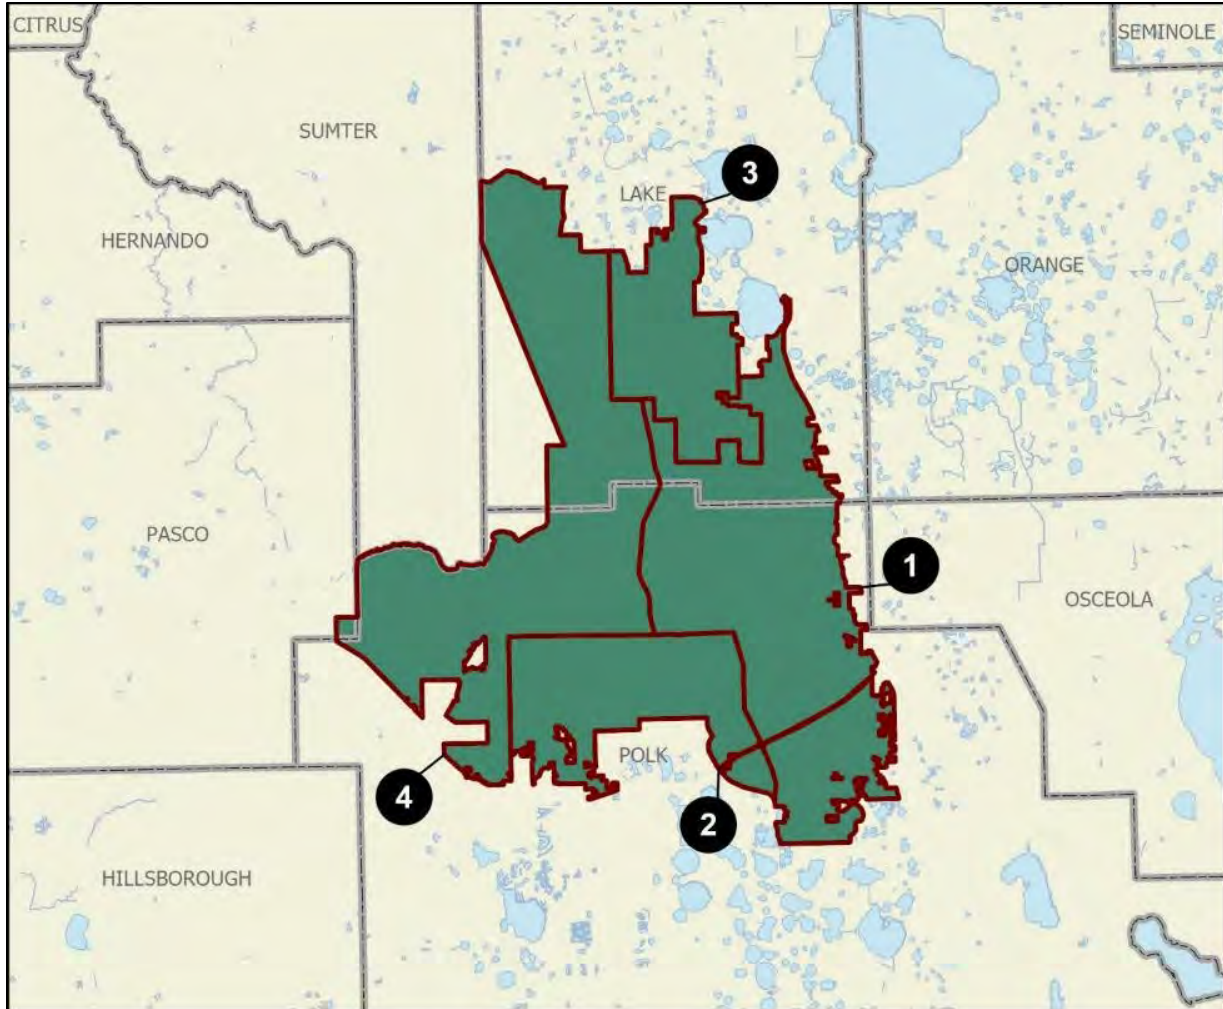 CITRUS
SEMINOLE
SUMTER
3
LAKE
HERNANDO
ORANGE
PASCO
1
OSCEOLA
POLK
4
2
HILLSBOROUGH